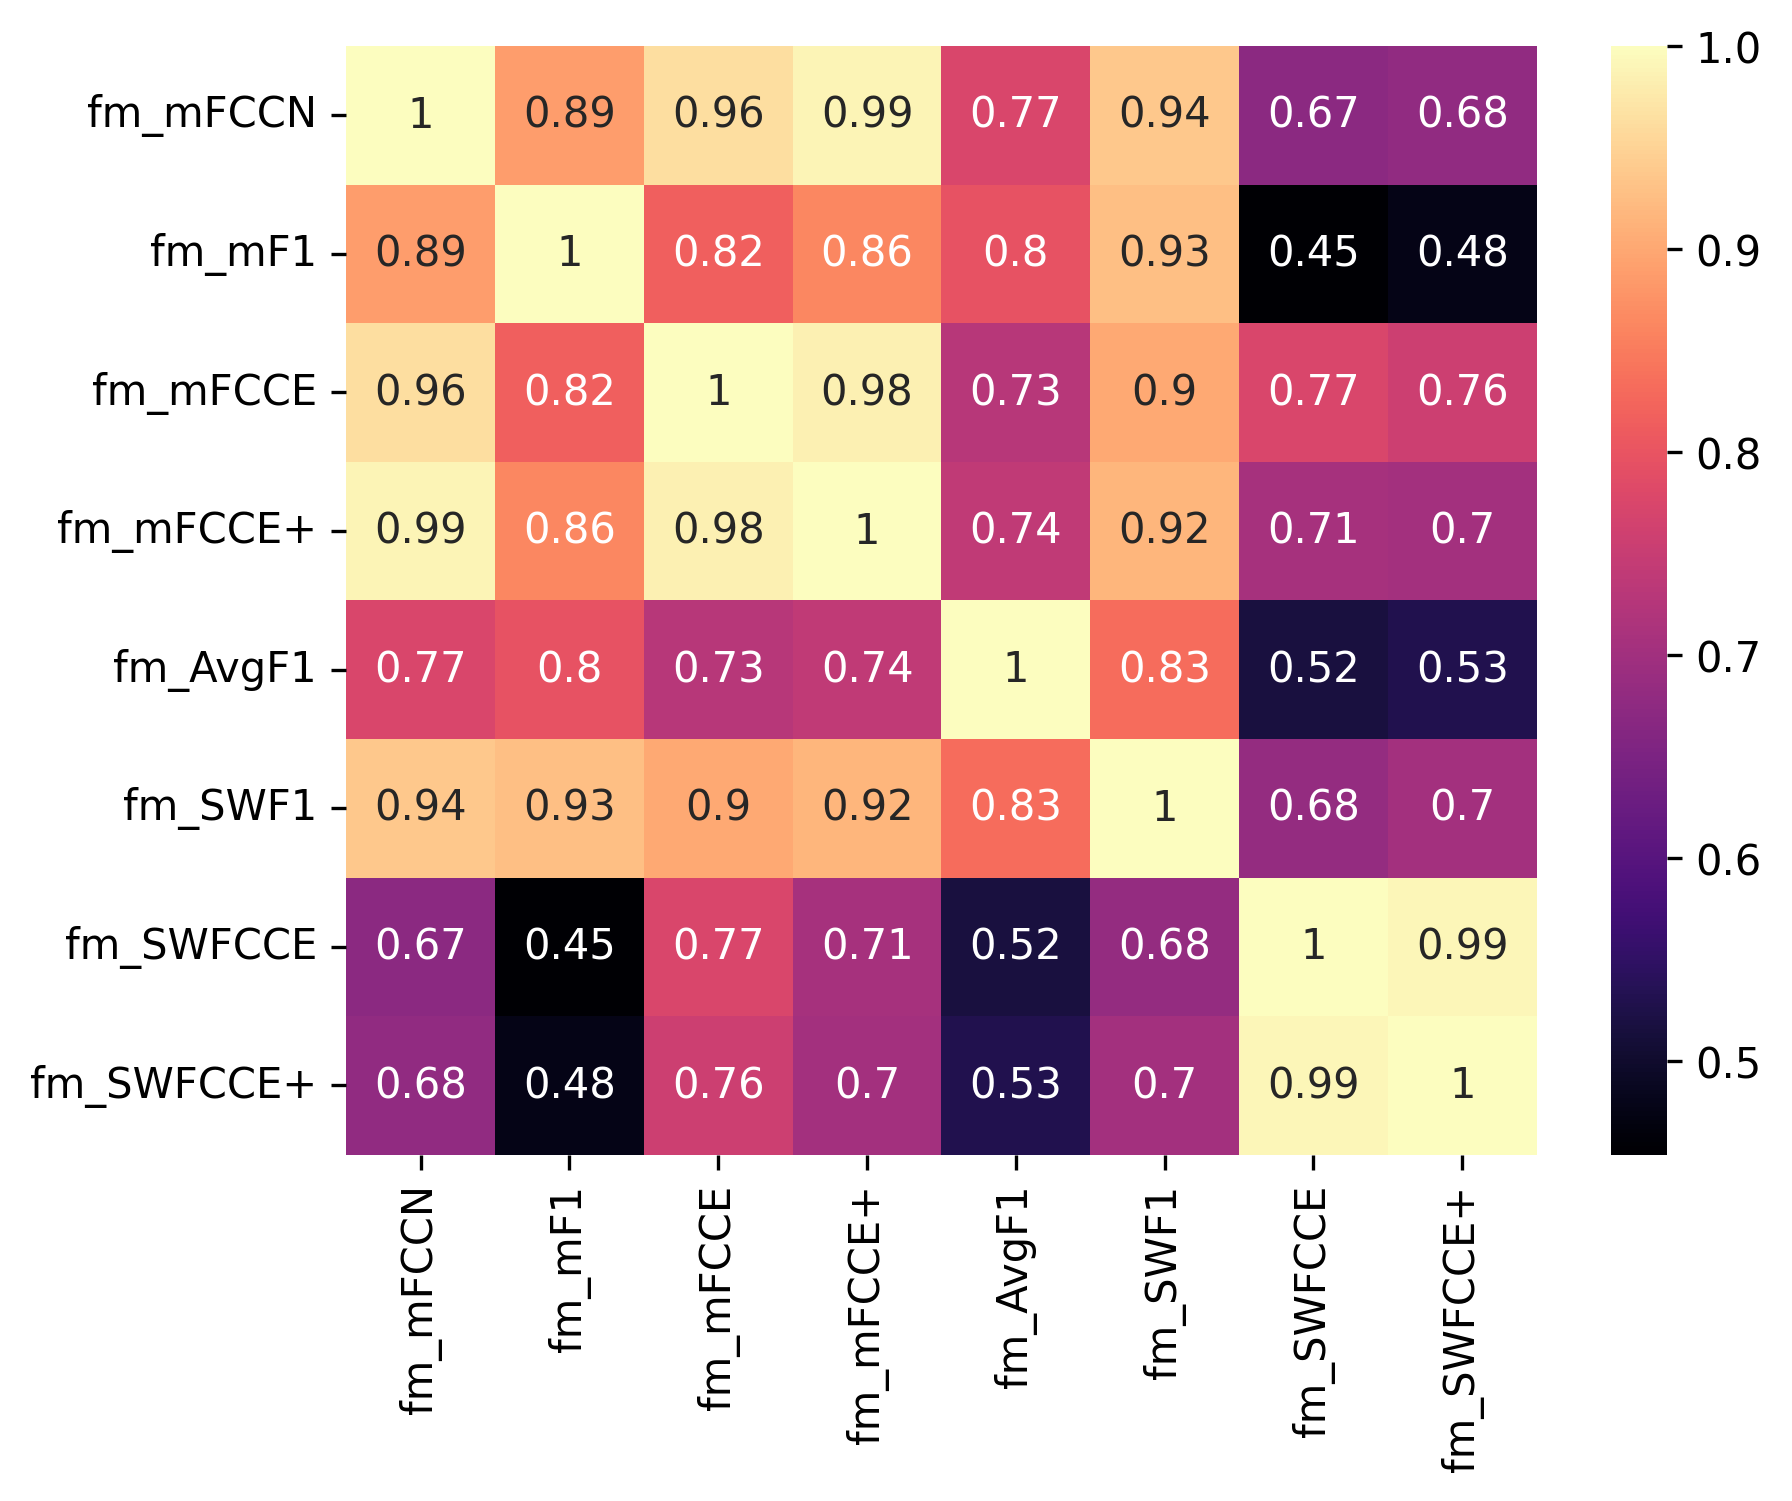 fm_mFCCN 1 0.89 0.96 0.99 0.77 0.94 0.67 0.68
fm_mF1 0.89 1 0.82 0.86 0.8 0.93 0.45 0.48
fm_mFCCE 0.96 0.82 1 0.98 0.73 0.9 0.77 0.76
fm_mFCCE+ 0.99 0.86 0.98 1 0.74 0.92 0.71 0.7
fm_AvgF1 0.77 0.8 0.73 0.74 1 0.83 0.52 0.53
fm_SWF1 0.94 0.93 0.9 0.92 0.83 1 0.68 0.7
fm_SWFCCE 0.67 0.45 0.77 0.71 0.52 0.68 1 0.99
fm_SWFCCE+ 0.68 0.48 0.76 0.7 0.53 0.7 0.99 1
fm_mFCCN
fm_mF1
fm_mFCCE
fm_mFCCE+
fm_AvgF1
fm_SWF1
fm_SWFCCE
fm_SWFCCE+
1.0
0.9
0.8
0.7
0.6
0.5